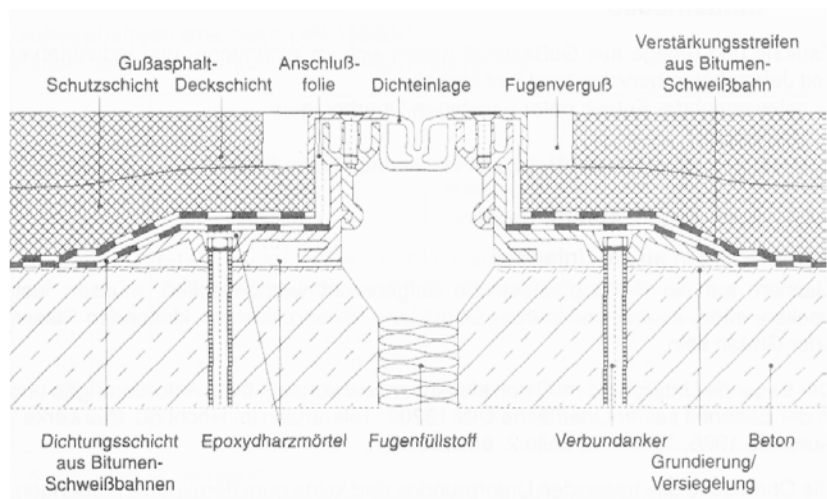 Gußasphalt-
Schutzschicht Deckschicht
Anschluß-
folie
Dichteinlage
Fugenverguß
Verstärkungsstreifen
aus Bitumen-
Schweißbahn
Dichtungsschicht
aus Bitumen-
Schweißbahnen
Epoxydharzmörtel
Fugenfüllstoff
Verbundanker
Grundierung/
Versiegelung
Beton